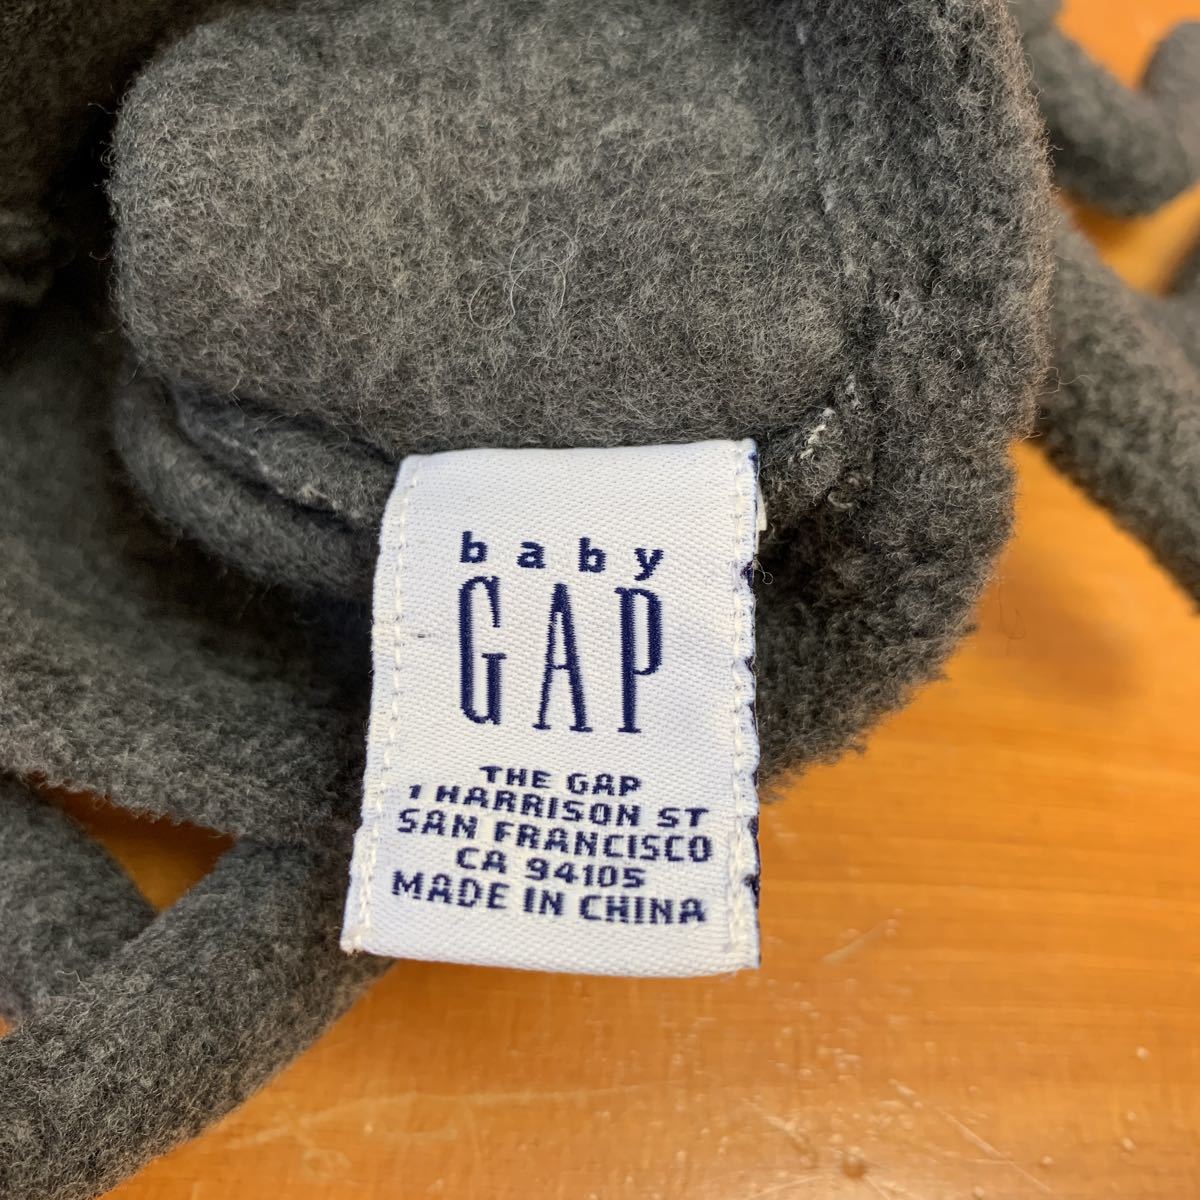 baby
GAP
THE GAP
1 HARRISON ST
SAN FRANCISCO
CA 94105
MADE IN CHINA